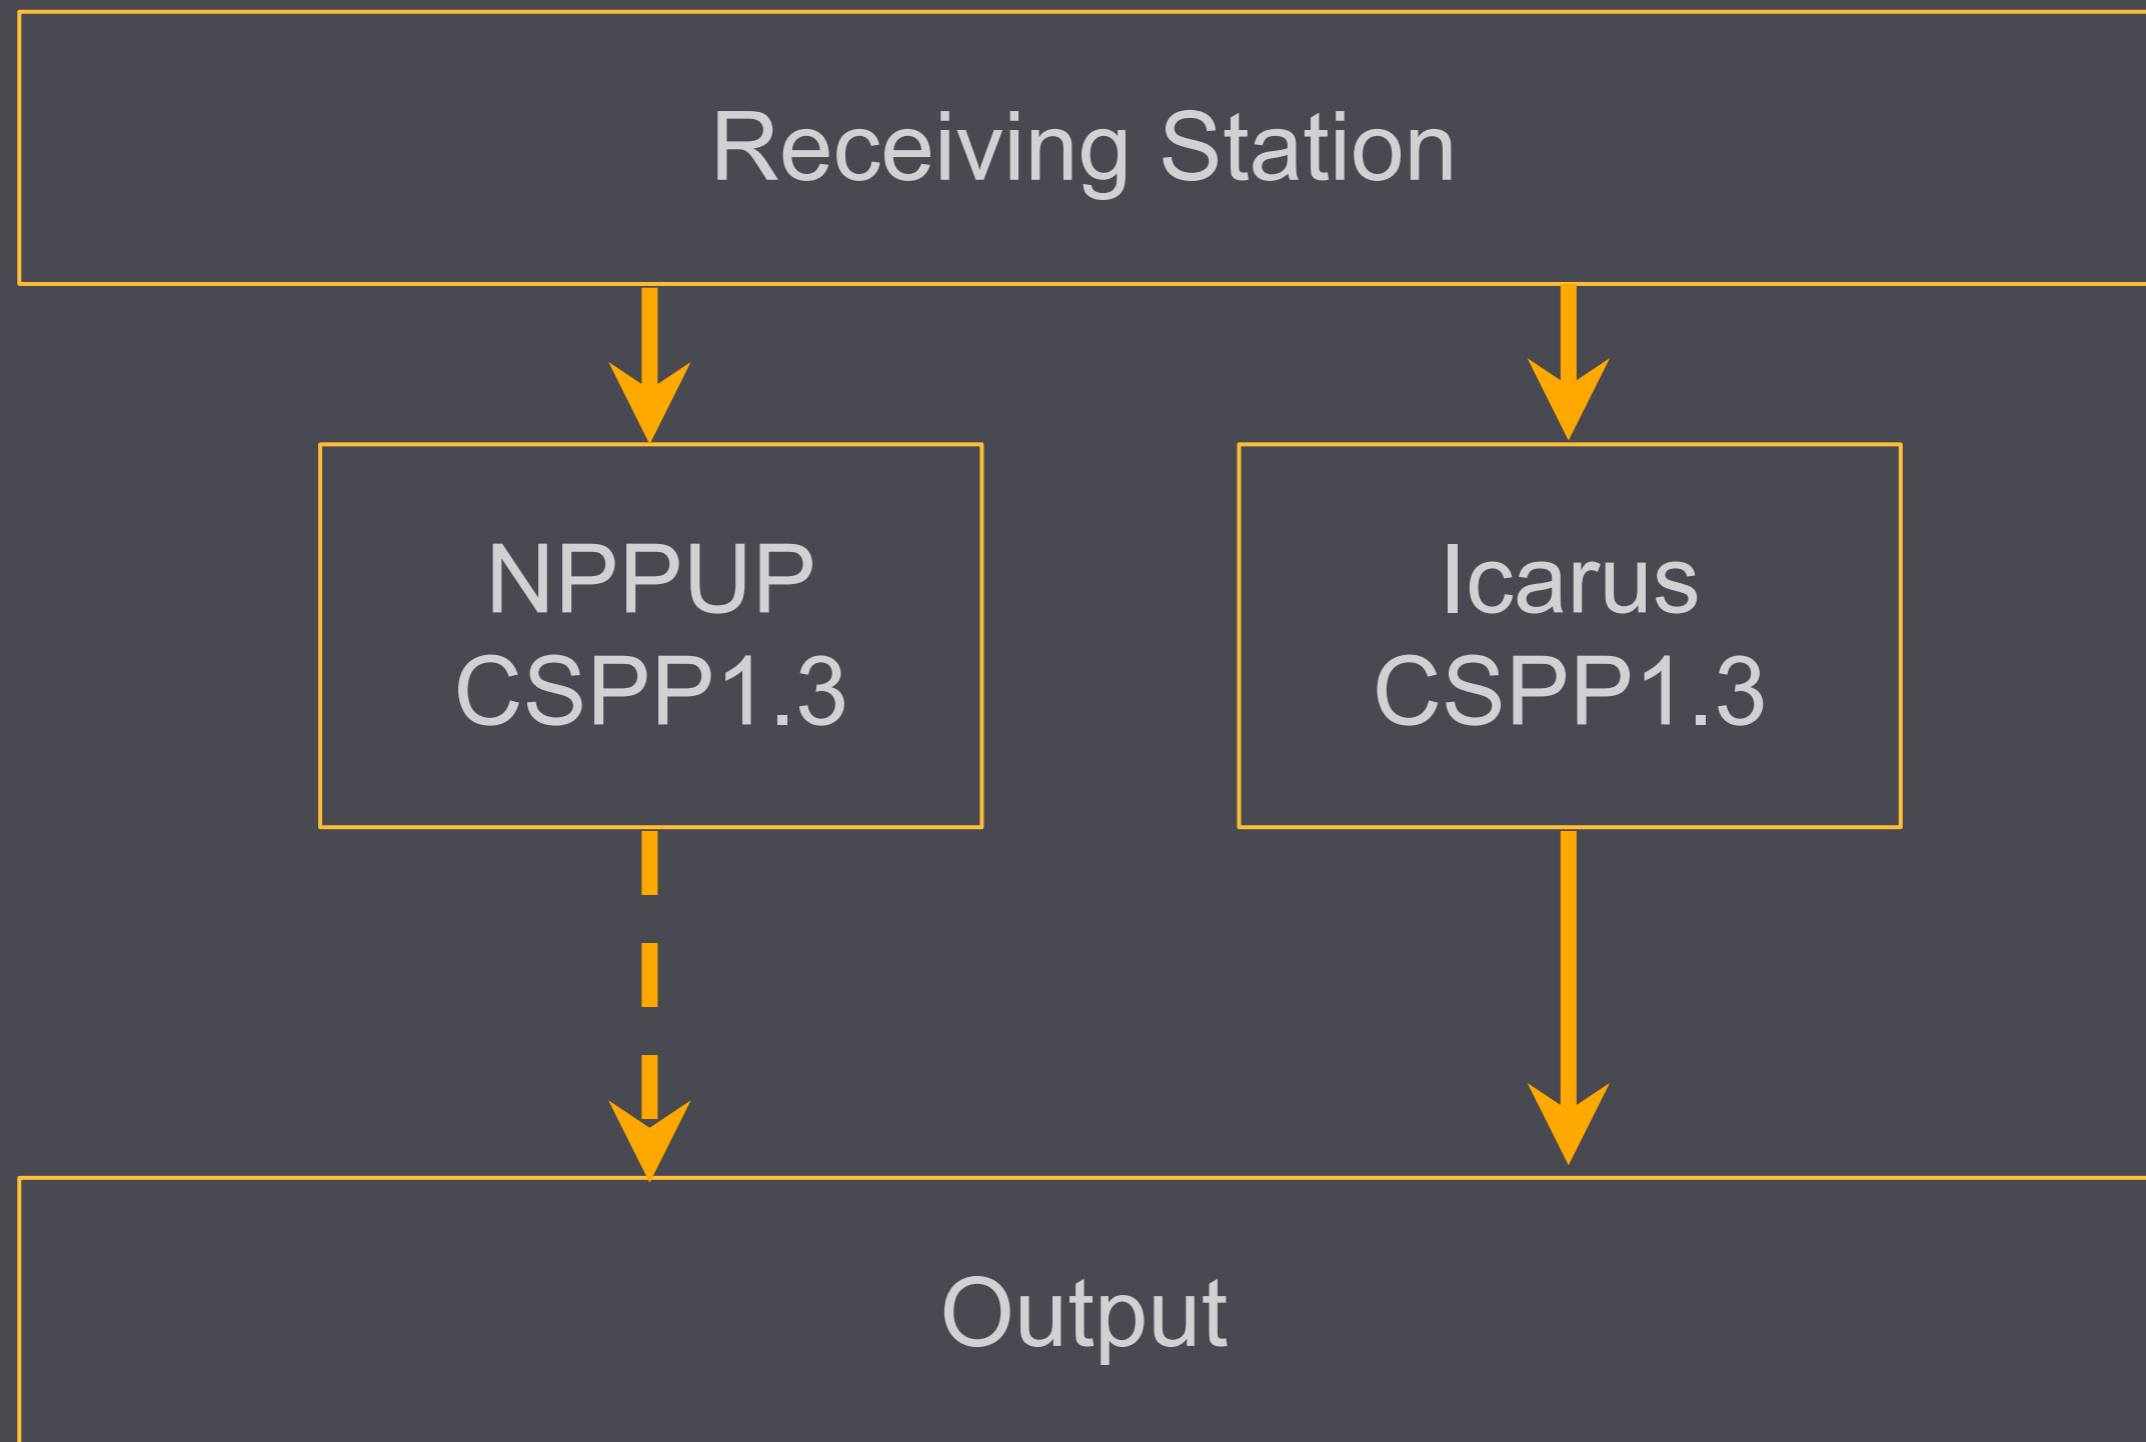 Receiving Station
NPPUP
CSPP1.3
Icarus
CSPP1.3
Output